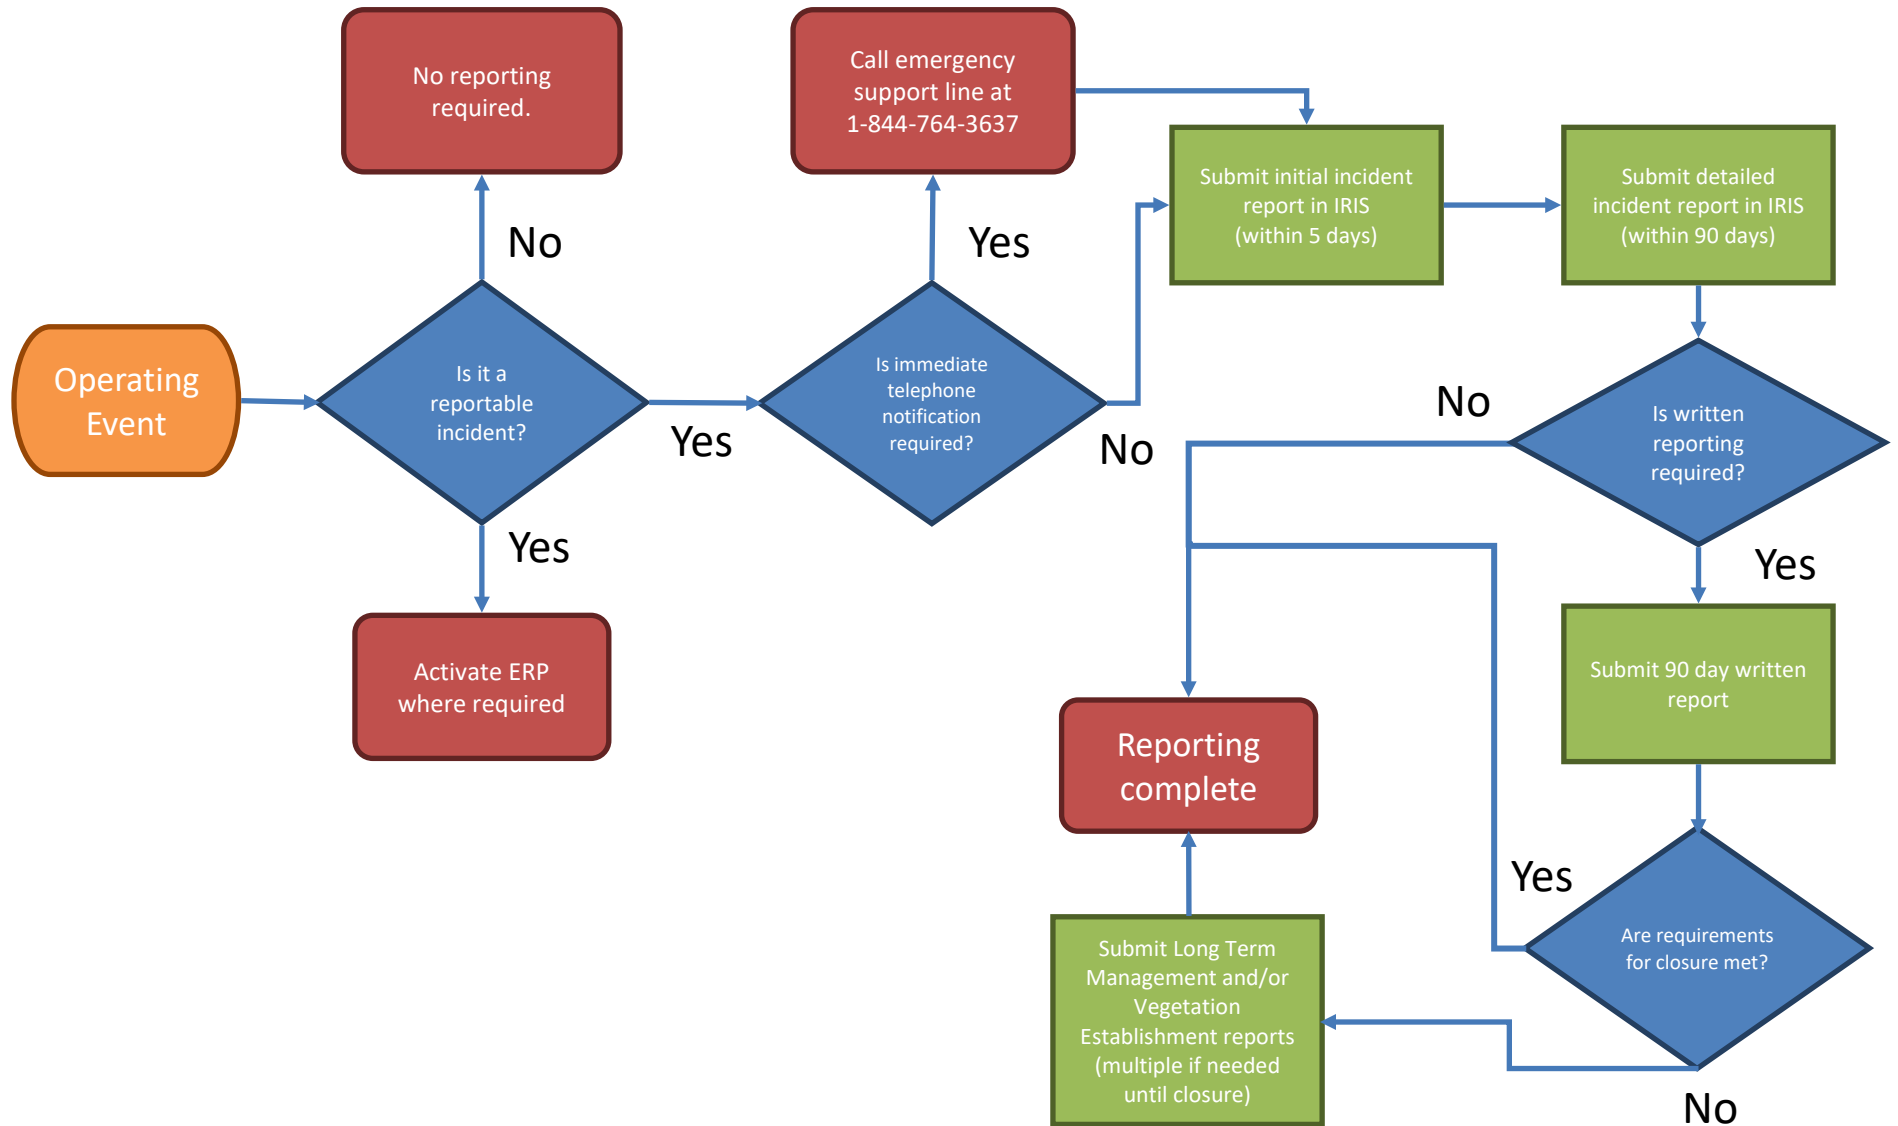 No reporting
required.
Call emergency
support line at
1-844-764-3637
Submit initial incident
report in IRIS
(within 5 days)
Submit detailed
incident report in IRIS
(within 90 days)
No
Yes
Operating
Event
Is it a
reportable
incident?
Yes
Is immediate
telephone
notification
required?
No
No
Is written
reporting
required?
Yes
Yes
Activate ERP
where required
Submit 90 day written
report
Reporting
complete
Yes
Are requirements
for closure met?
Submit Long Term
Management and/or
Vegetation
Establishment reports
(multiple if needed
until closure)
No